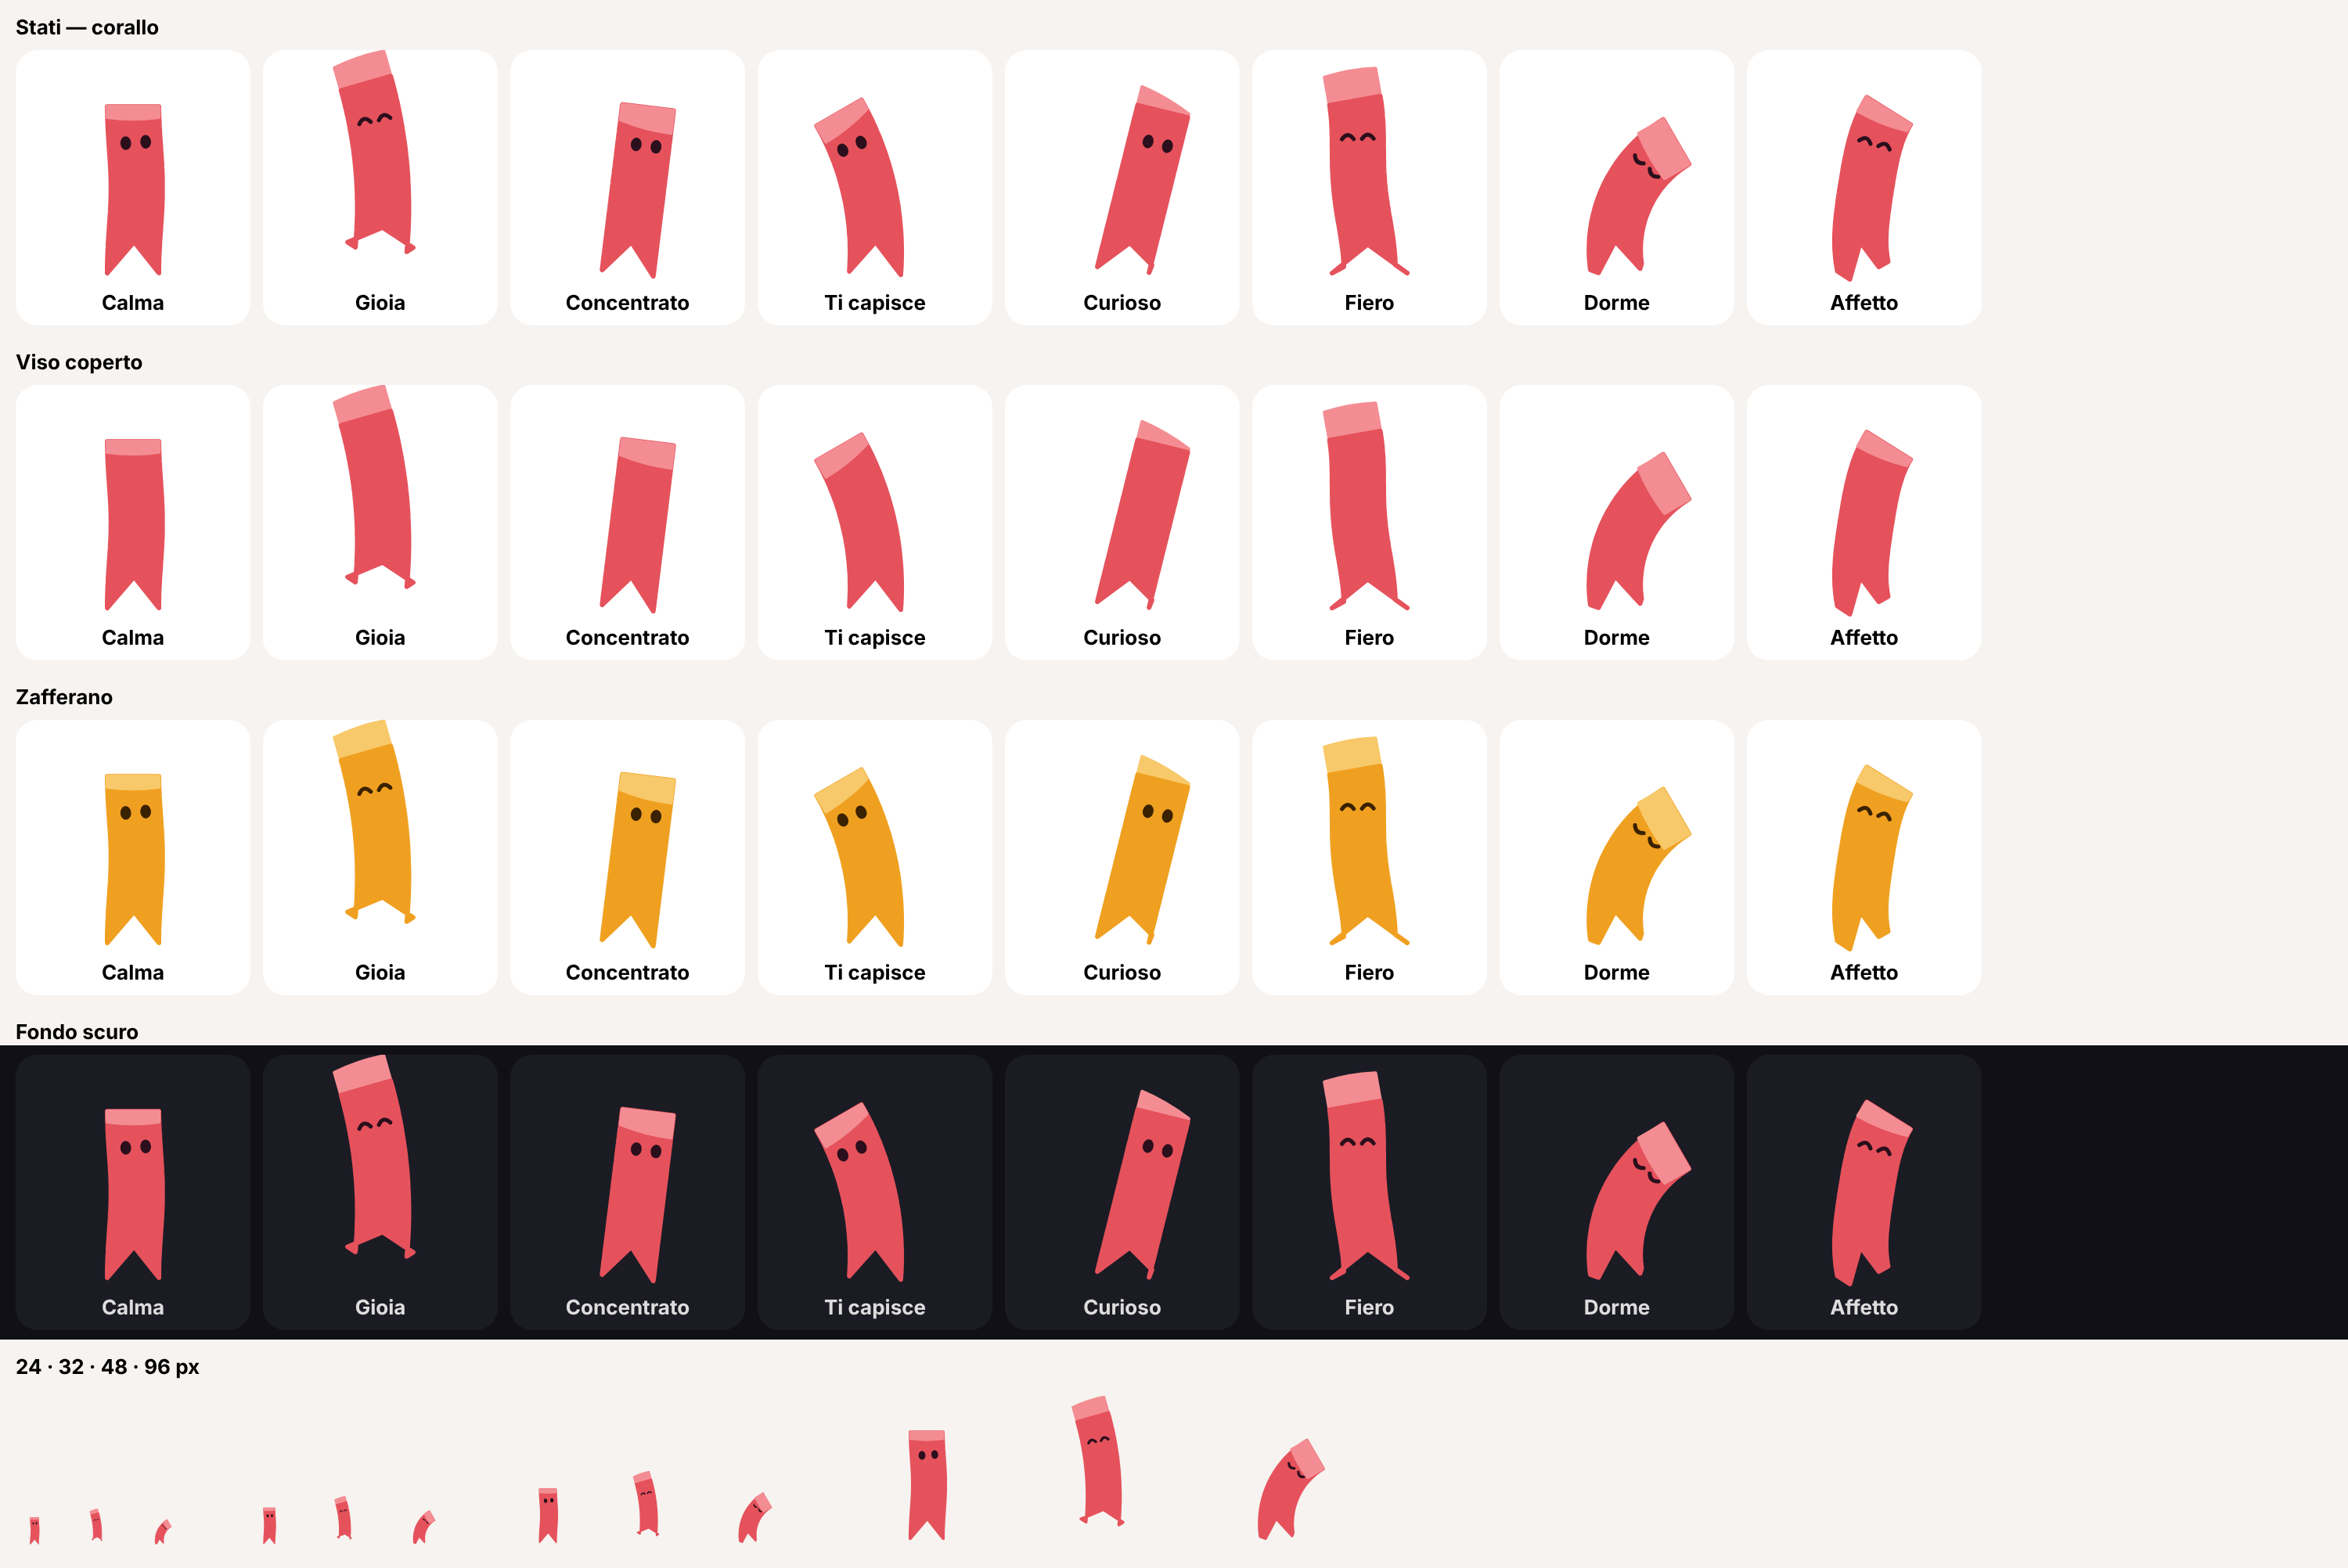 Stati — corallo
Calma Gioia Concentrato Ti capisce Curioso Fiero Dorme Affetto
Viso coperto
Calma Gioia Concentrato Ti capisce Curioso Fiero Dorme Affetto
Zafferano
Calma Gioia Concentrato Ti capisce Curioso Fiero Dorme Affetto
Fondo scuro
Calma Gioia Concentrato Ti capisce Curioso Fiero Dorme Affetto
24 · 32 · 48 · 96 px